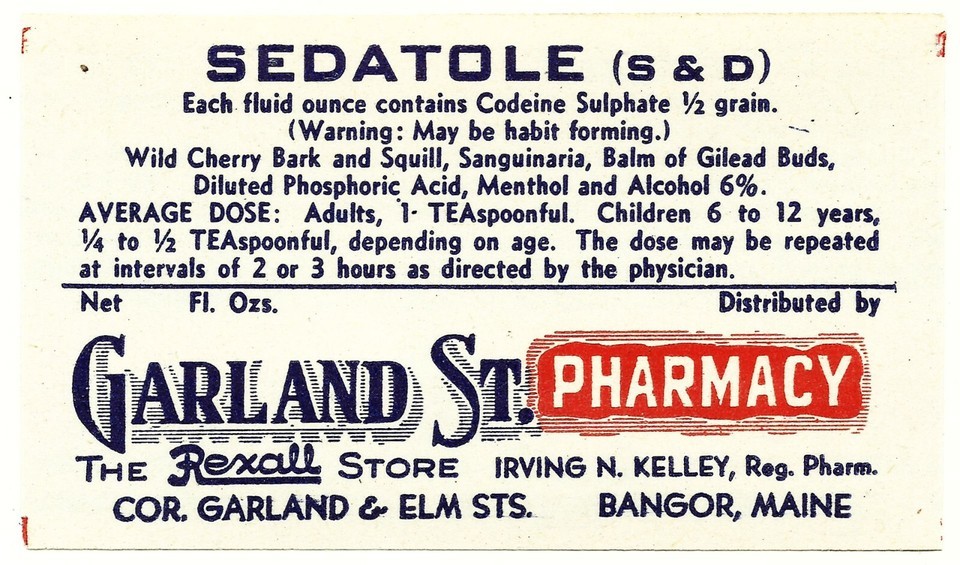 SEDATOLE (S & D)
Each fluid ounce contains Codeine Sulphate ½ grain.
(Warning: May be habit forming.)
Wild Cherry Bark and Squill, Sanguinaria, Balm of Gilead Buds,
Diluted Phosphoric Acid, Menthol and Alcohol 6%.
AVERAGE DOSE: Adults, 1- TEAspoonful. Children 6 to 12 years,
¼ to ½ TEAspoonful, depending on age. The dose may be repeated
at intervals of 2 or 3 hours as directed by the physician.
Net Fl. Ozs. Distributed by
GARLAND ST. PHARMACY
THE Rexall STORE IRVING N. KELLEY, Reg. Pharm.
COR. GARLAND & ELM STS. BANGOR, MAINE